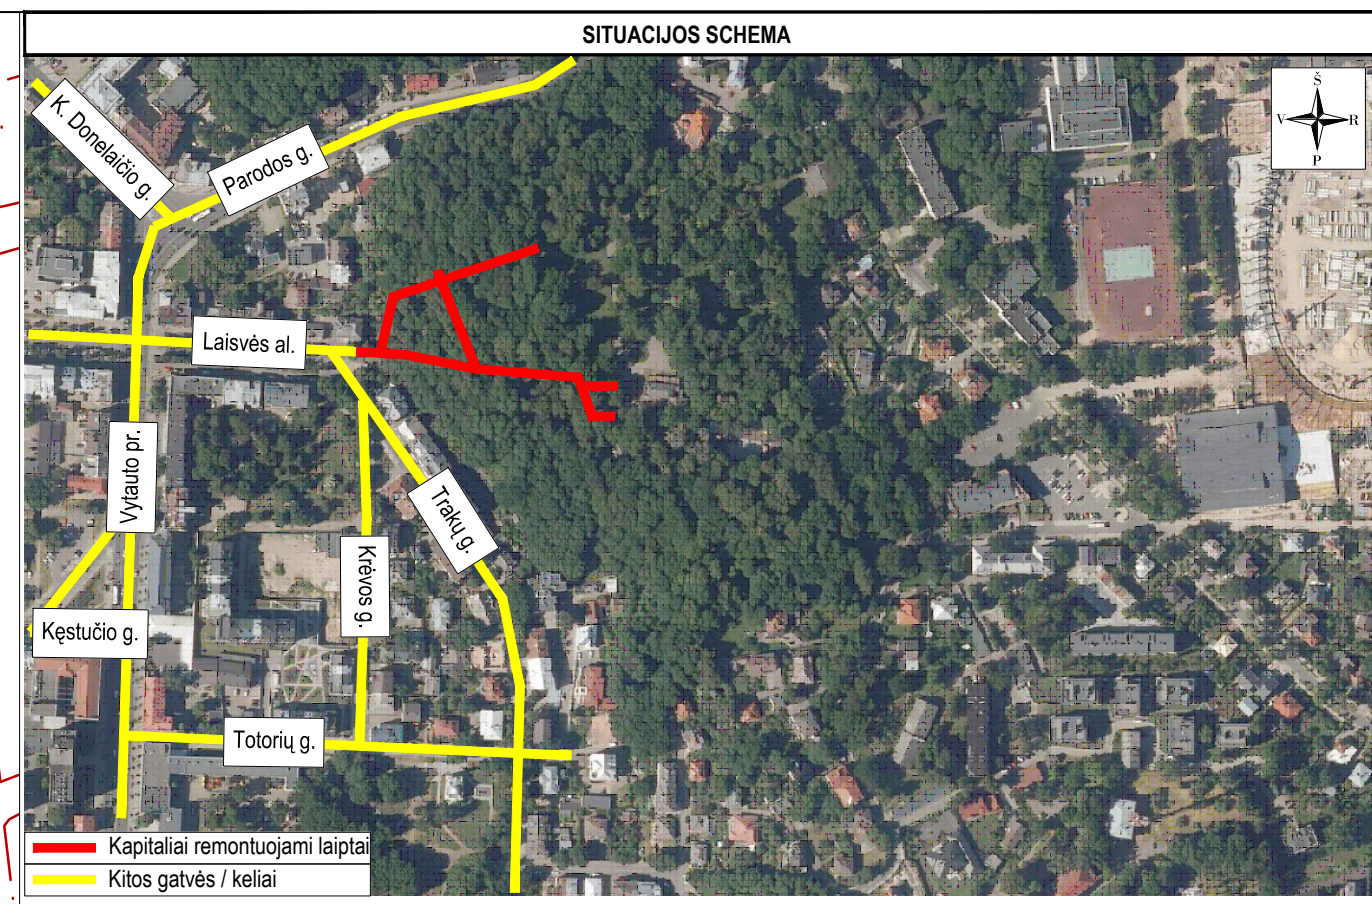 SITUACIJOS SCHEMA
Š
V R
P
K. Donelaičio g.
Parodos g.
Laisvės al.
Vytauto pr.
Trakų g.
Krėvos g.
Kęstučio g.
Totorių g.
Kapitaliai remontuojami laiptai
Kitos gatvės / keliai